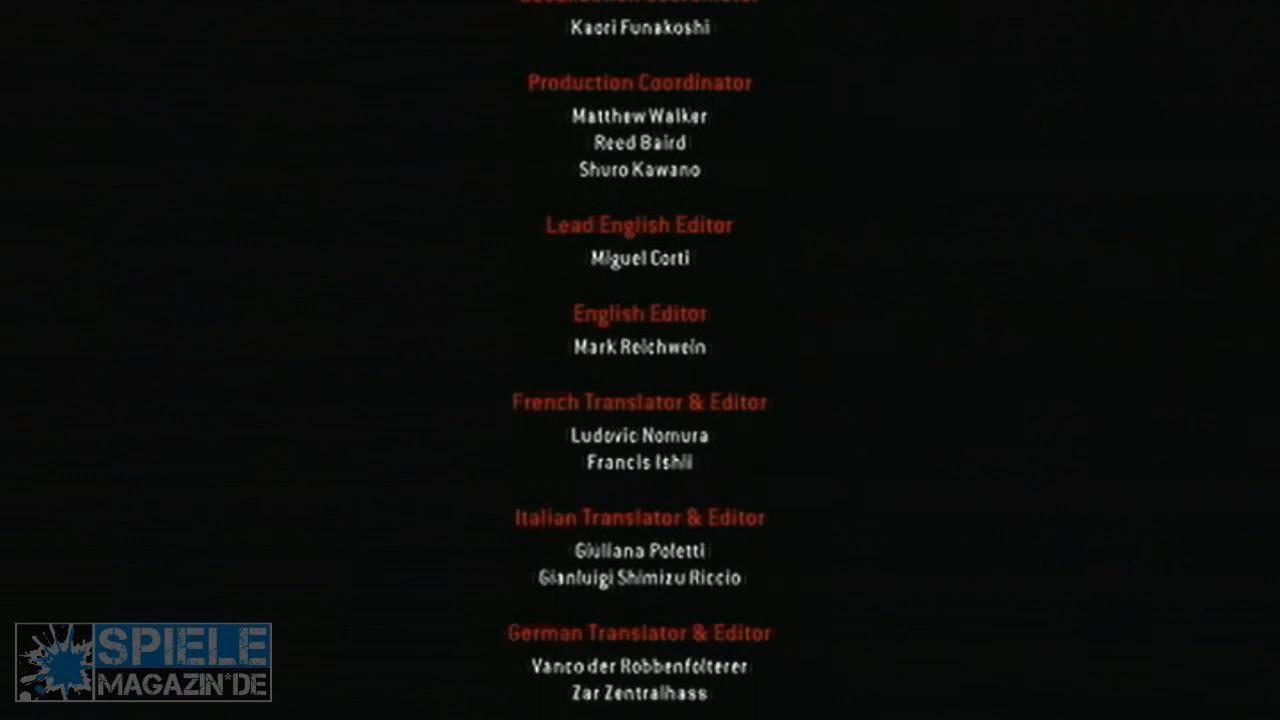 Kaori Funakoshi
Production Coordinator
Matthew Walker
Reed Baird
Shuro Kawano
Lead English Editor
Miguel Corti
English Editor
Mark Reichwein
French Translator & Editor
Ludovic Nomura
Francis Ishii
Italian Translator & Editor
Giuliana Poletti
Gianluigi Shimizu Riccio
German Translator & Editor
Vanco der Robbenfolterer
Zar Zentralhass
SPIELE
MAGAZIN*DE